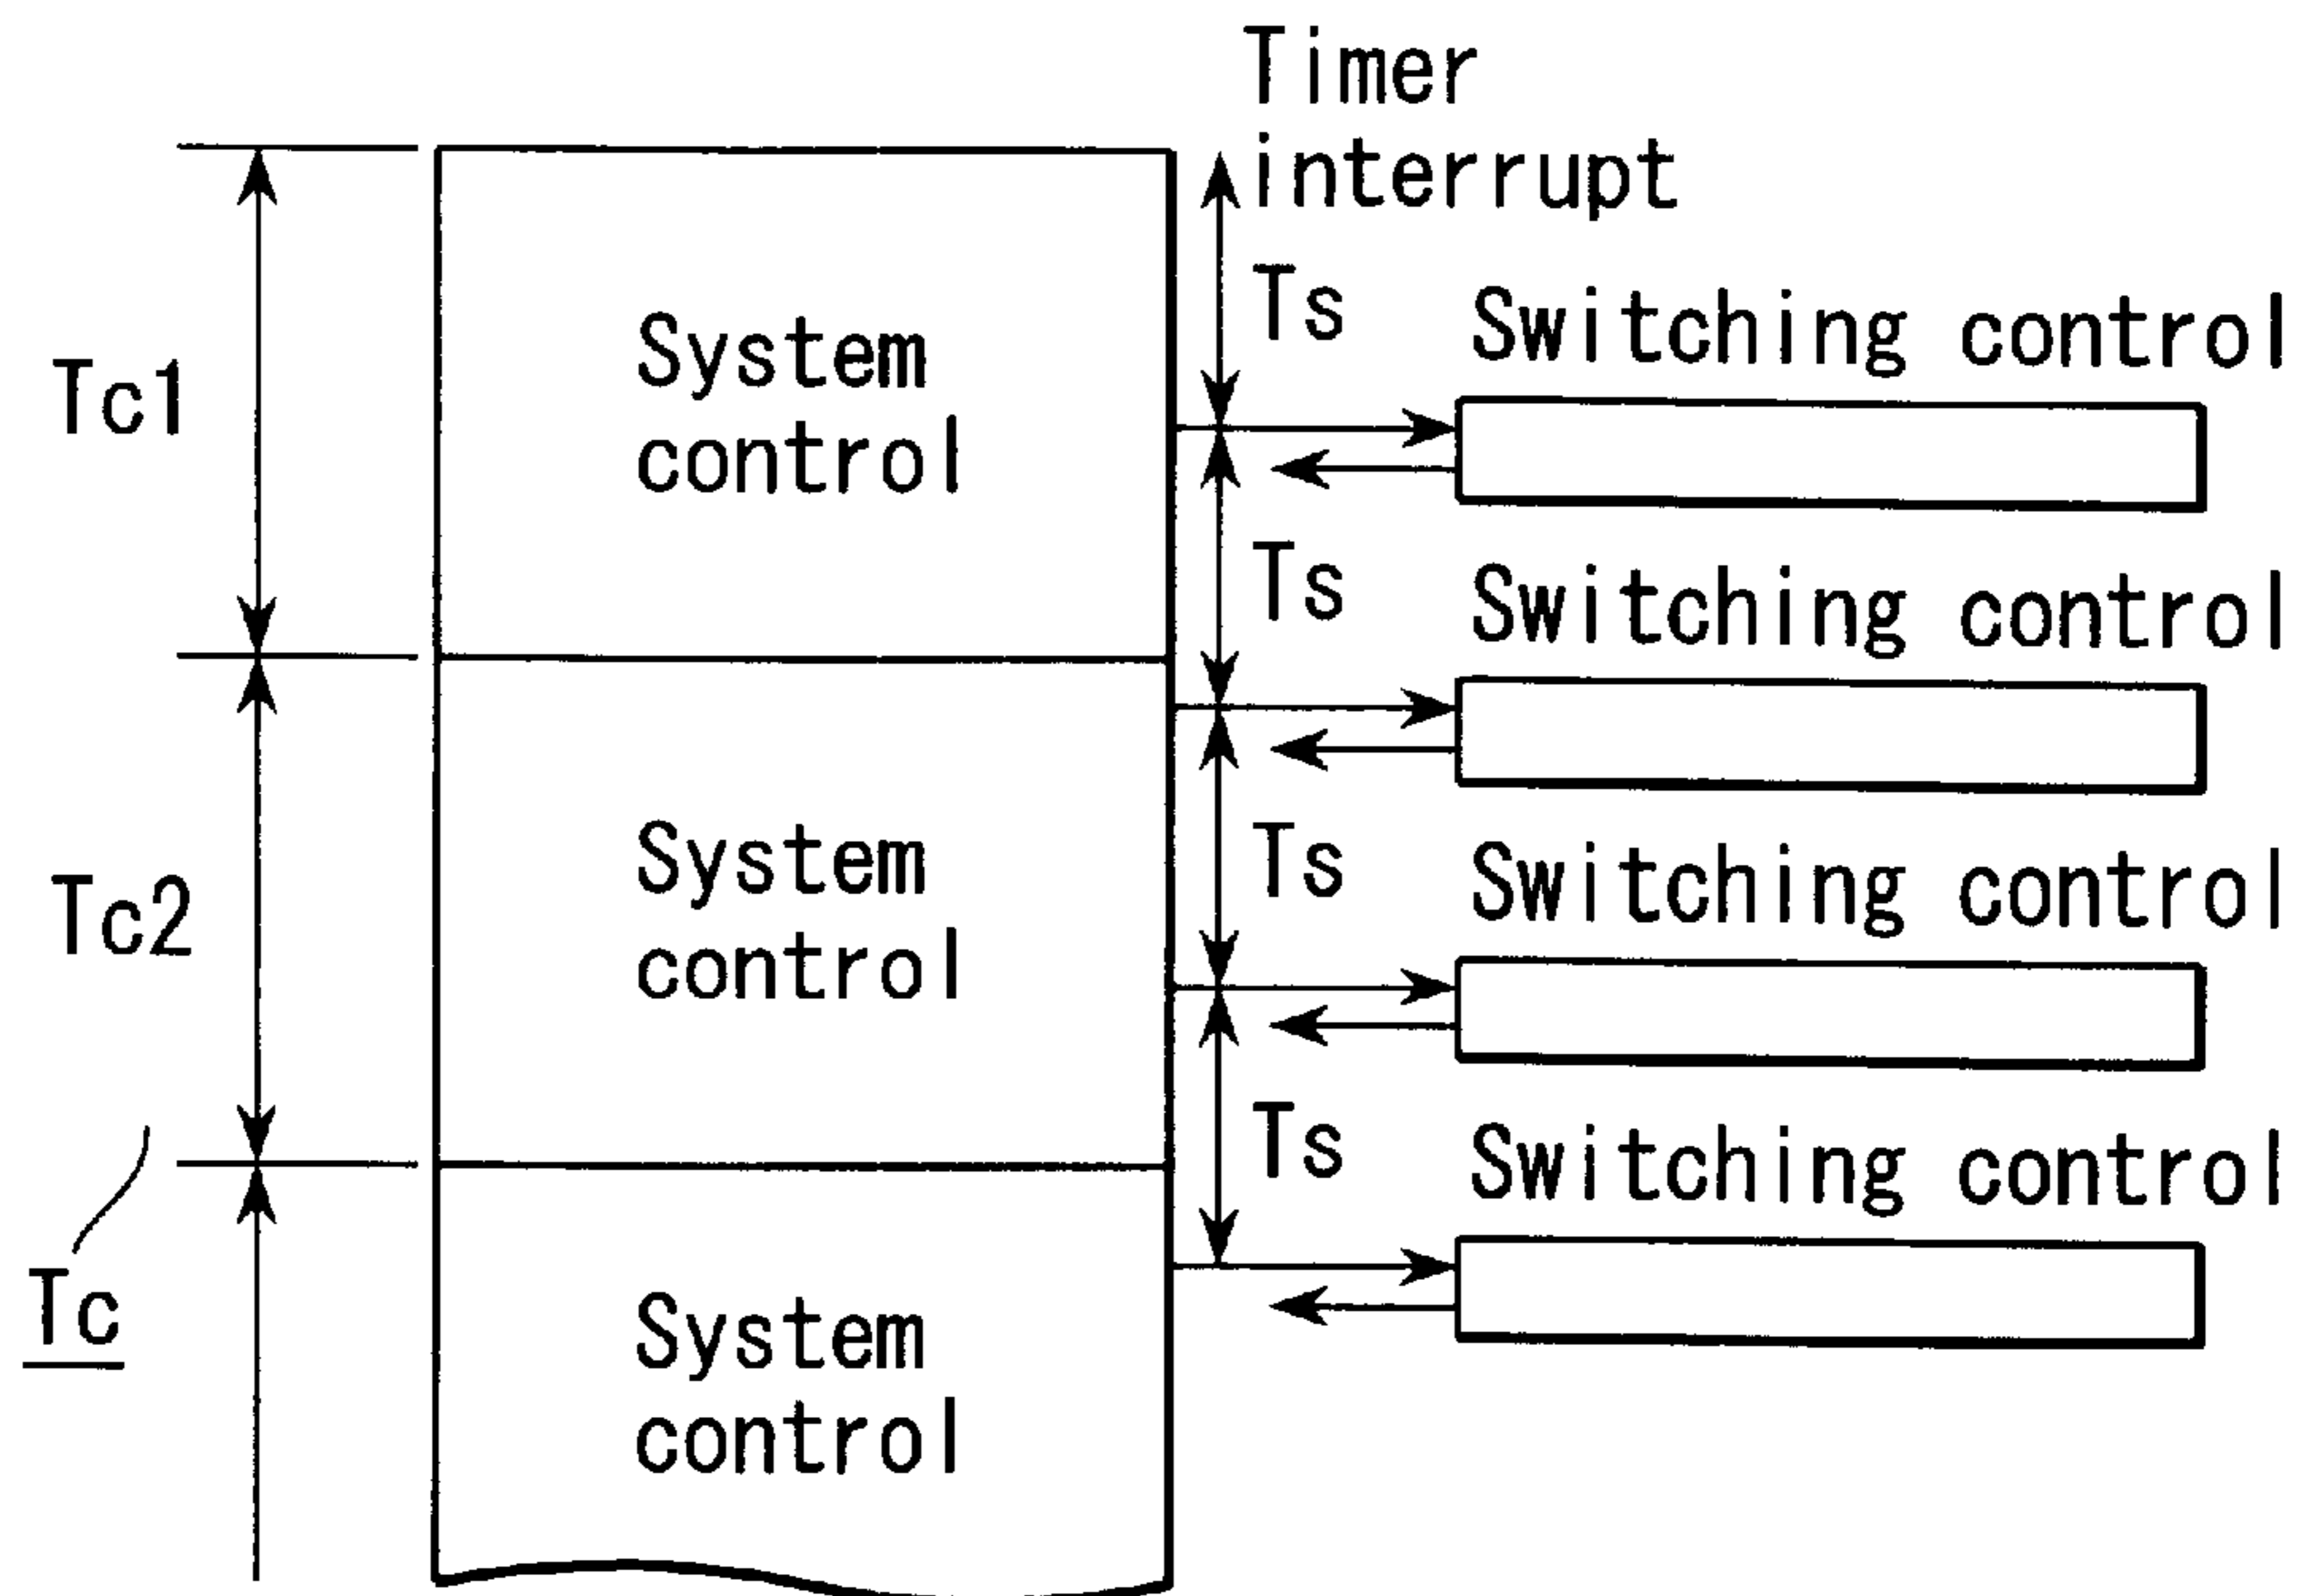 Timer
interrupt
Ts
Switching control
Tc1
System
control
Ts
Switching control
Tc2
System
control
Ts
Switching control
Ts
Switching control
Tc
System
control